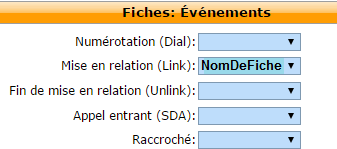 Fiches: Événements
Numérotation (Dial):
Mise en relation (Link): NomDeFiche
Fin de mise en relation (Unlink):
Appel entrant (SDA):
Raccroché: